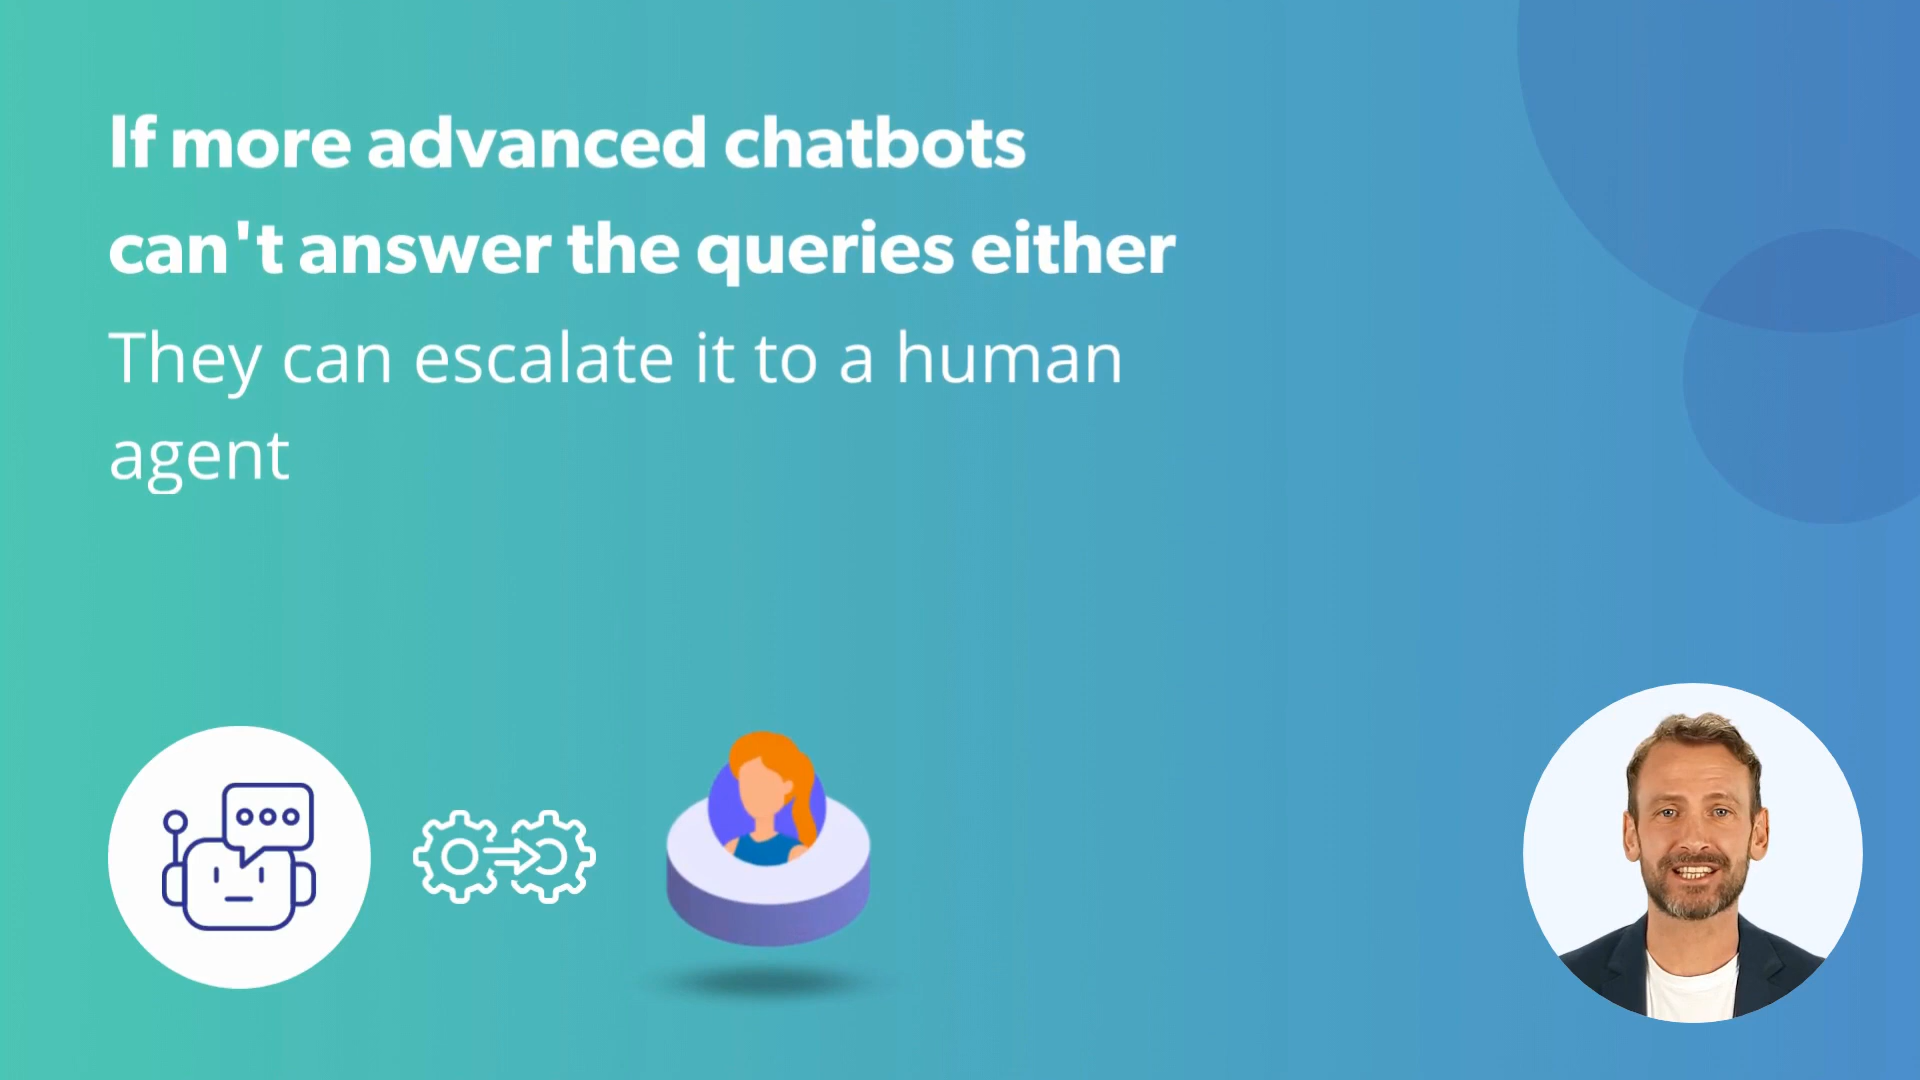 If more advanced chatbots
can't answer the queries either
They can escalate it to a human
agent